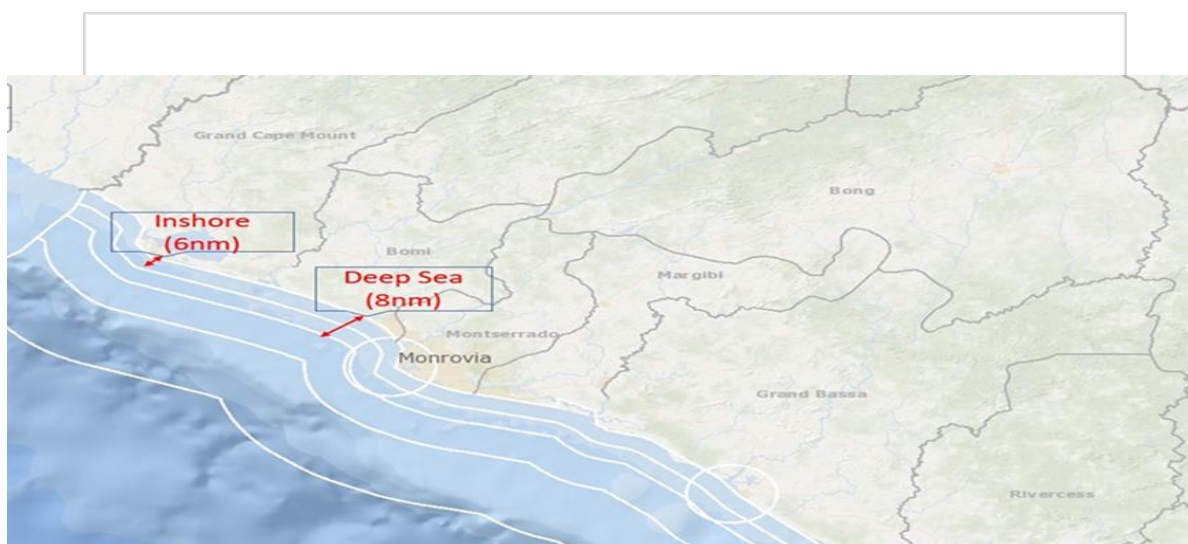 Grand Cape Mount
Bong
Inshore
(6nm)
Bomi
Deep Sea
(8nm)
Margibi
Montserrado
Monrovia
Grand Bassa
Rivercess